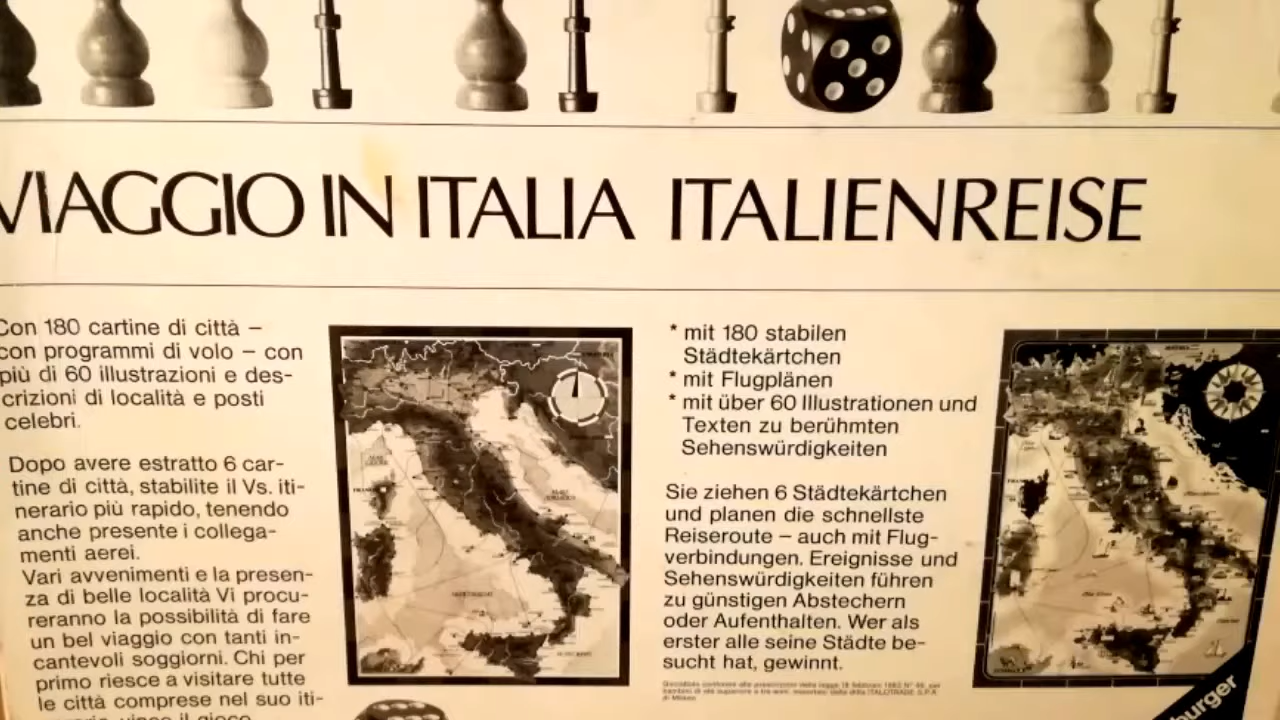 VIAGGIO IN ITALIA ITALIENREISE
Con 180 cartine di città –
con programmi di volo – con
più di 60 illustrazioni e des-
crizioni di località e posti
celebri.
Dopo avere estratto 6 car-
tine di città, stabilite il Vs. iti-
nerario più rapido, tenendo
anche presente i collega-
menti aerei.
Vari avvenimenti e la presen-
za di belle località Vi procu-
reranno la possibilità di fare
un bel viaggio con tanti in-
cantevoli soggiorni. Chi per
primo riesce a visitare tutte
le città comprese nel suo iti-
vince il gioco
* mit 180 stabilen
Städtekärtchen
* mit Flugplänen
* mit über 60 Illustrationen und
Texten zu berühmten
Sehenswürdigkeiten
Sie ziehen 6 Städtekärtchen
und planen die schnellste
Reiseroute – auch mit Flug-
verbindungen. Ereignisse und
Sehenswürdigkeiten führen
zu günstigen Abstechern
oder Aufenthalten. Wer als
erster alle seine Städte be-
sucht hat, gewinnt.
burger